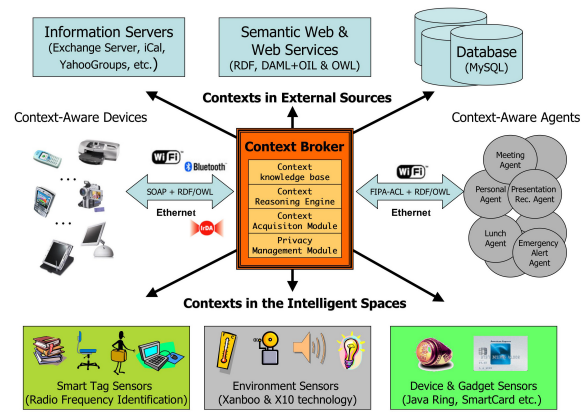 Information Servers
(Exchange Server, iCal,
YahooGroups, etc.)
Semantic Web &
Web Services
(RDF, DAML+OIL & OWL)
Database
(MySQL)
Contexts in External Sources
Context-Aware Devices
Context-Aware Agents
Context Broker
Context
knowledge base
Context
Reasoning Engine
Context
Acquisiton Module
Privacy
Management Module
WiFi
Bluetooth
SOAP + RDF/OWL
Ethernet
IrDA
WiFi
FIPA-ACL + RDF/OWL
Ethernet
Meeting
Agent
Personal
Agent
Presentation
Rec. Agent
Lunch
Agent
Emergency
Alert
Agent
Contexts in the Intelligent Spaces
Smart Tag Sensors
(Radio Frequency Identification)
Environment Sensors
(Xanboo & X10 technology)
Device & Gadget Sensors
(Java Ring, SmartCard etc.)